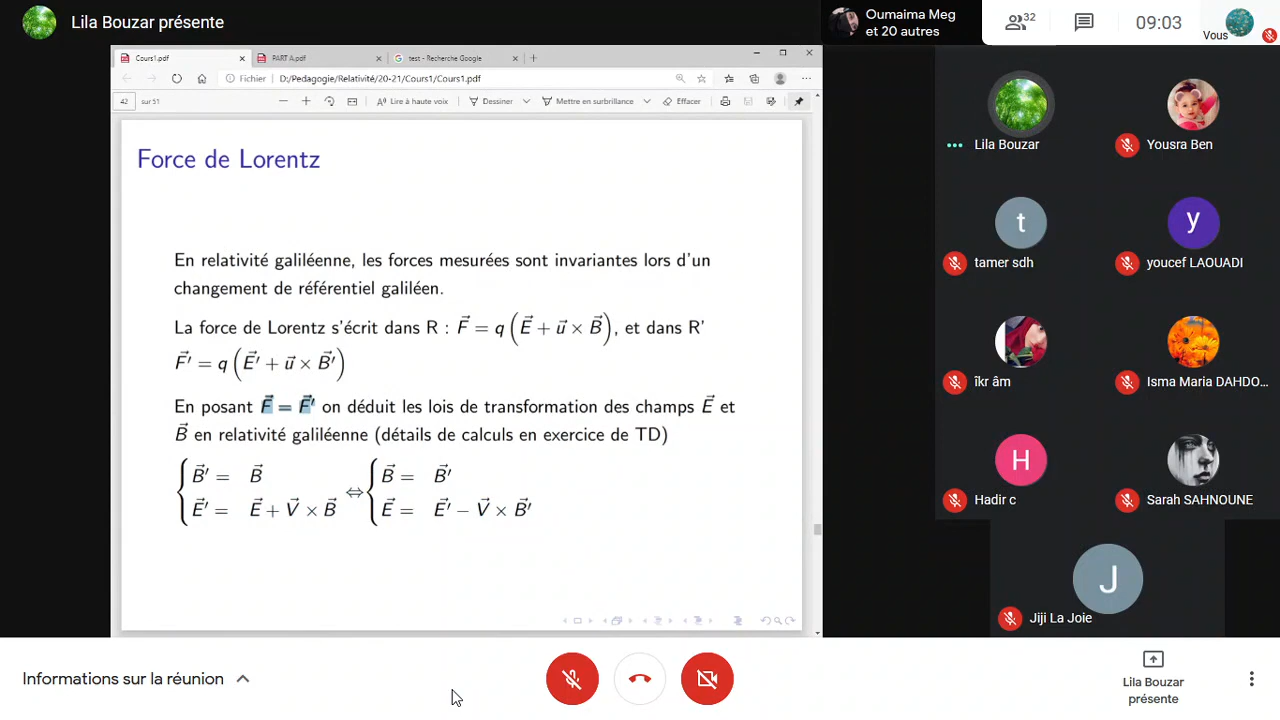 Lila Bouzar présente
Oumaima Meg
et 20 autres
32
09:03
Vous
Cours1.pdf
PART A.pdf
test - Recherche Google
Fichier
D:/Pedagogie/Relativité/20-21/Cours1/Cours1.pdf
42 sur 51
Lire à haute voix
Dessiner
Mettre en surbrillance
Effacer
Force de Lorentz
En relativité galiléenne, les forces mesurées sont invariantes lors d'un
changement de référentiel galiléen.
La force de Lorentz s'écrit dans R : F⃗ = q (E⃗ + u⃗ × B⃗), et dans R'
F⃗' = q (E⃗' + u⃗ × B⃗')
En posant F⃗ = F⃗' on déduit les lois de transformation des champs E⃗ et
B⃗ en relativité galiléenne (détails de calculs en exercice de TD)
{ B⃗' = B⃗ ⇔ { B⃗ = B⃗'
E⃗' = E⃗ + V⃗ × B⃗ E⃗ = E⃗' − V⃗ × B⃗'
Lila Bouzar
Yousra Ben
t
y
tamer sdh
youcef LAOUADI
îkr âm
Isma Maria DAHDO...
H
Hadir c
Sarah SAHNOUNE
J
Jiji La Joie
Informations sur la réunion
Lila Bouzar
présente